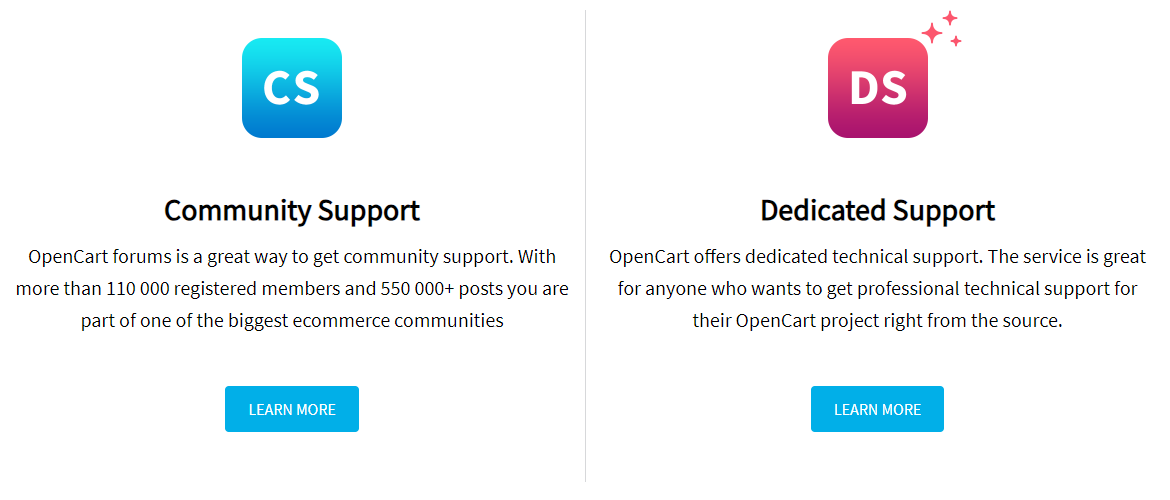 CS
Community Support
OpenCart forums is a great way to get community support. With
more than 110 000 registered members and 550 000+ posts you are
part of one of the biggest ecommerce communities
LEARN MORE
DS
Dedicated Support
OpenCart offers dedicated technical support. The service is great
for anyone who wants to get professional technical support for
their OpenCart project right from the source.
LEARN MORE